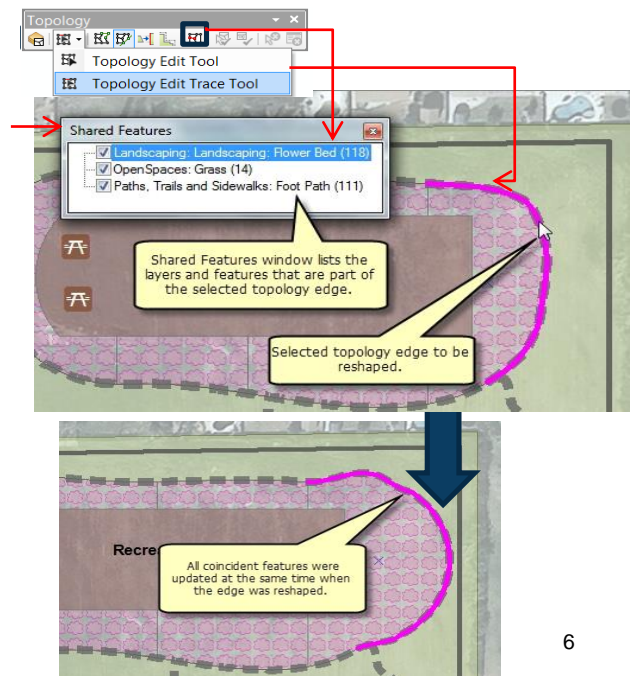 Topology
Topology Edit Tool
Topology Edit Trace Tool
Shared Features
Landscaping: Landscaping: Flower Bed (118)
OpenSpaces: Grass (14)
Paths, Trails and Sidewalks: Foot Path (111)
Shared Features window lists the
layers and features that are part of
the selected topology edge.
Selected topology edge to be
reshaped.
Recre
All coincident features were
updated at the same time when
the edge was reshaped.
6